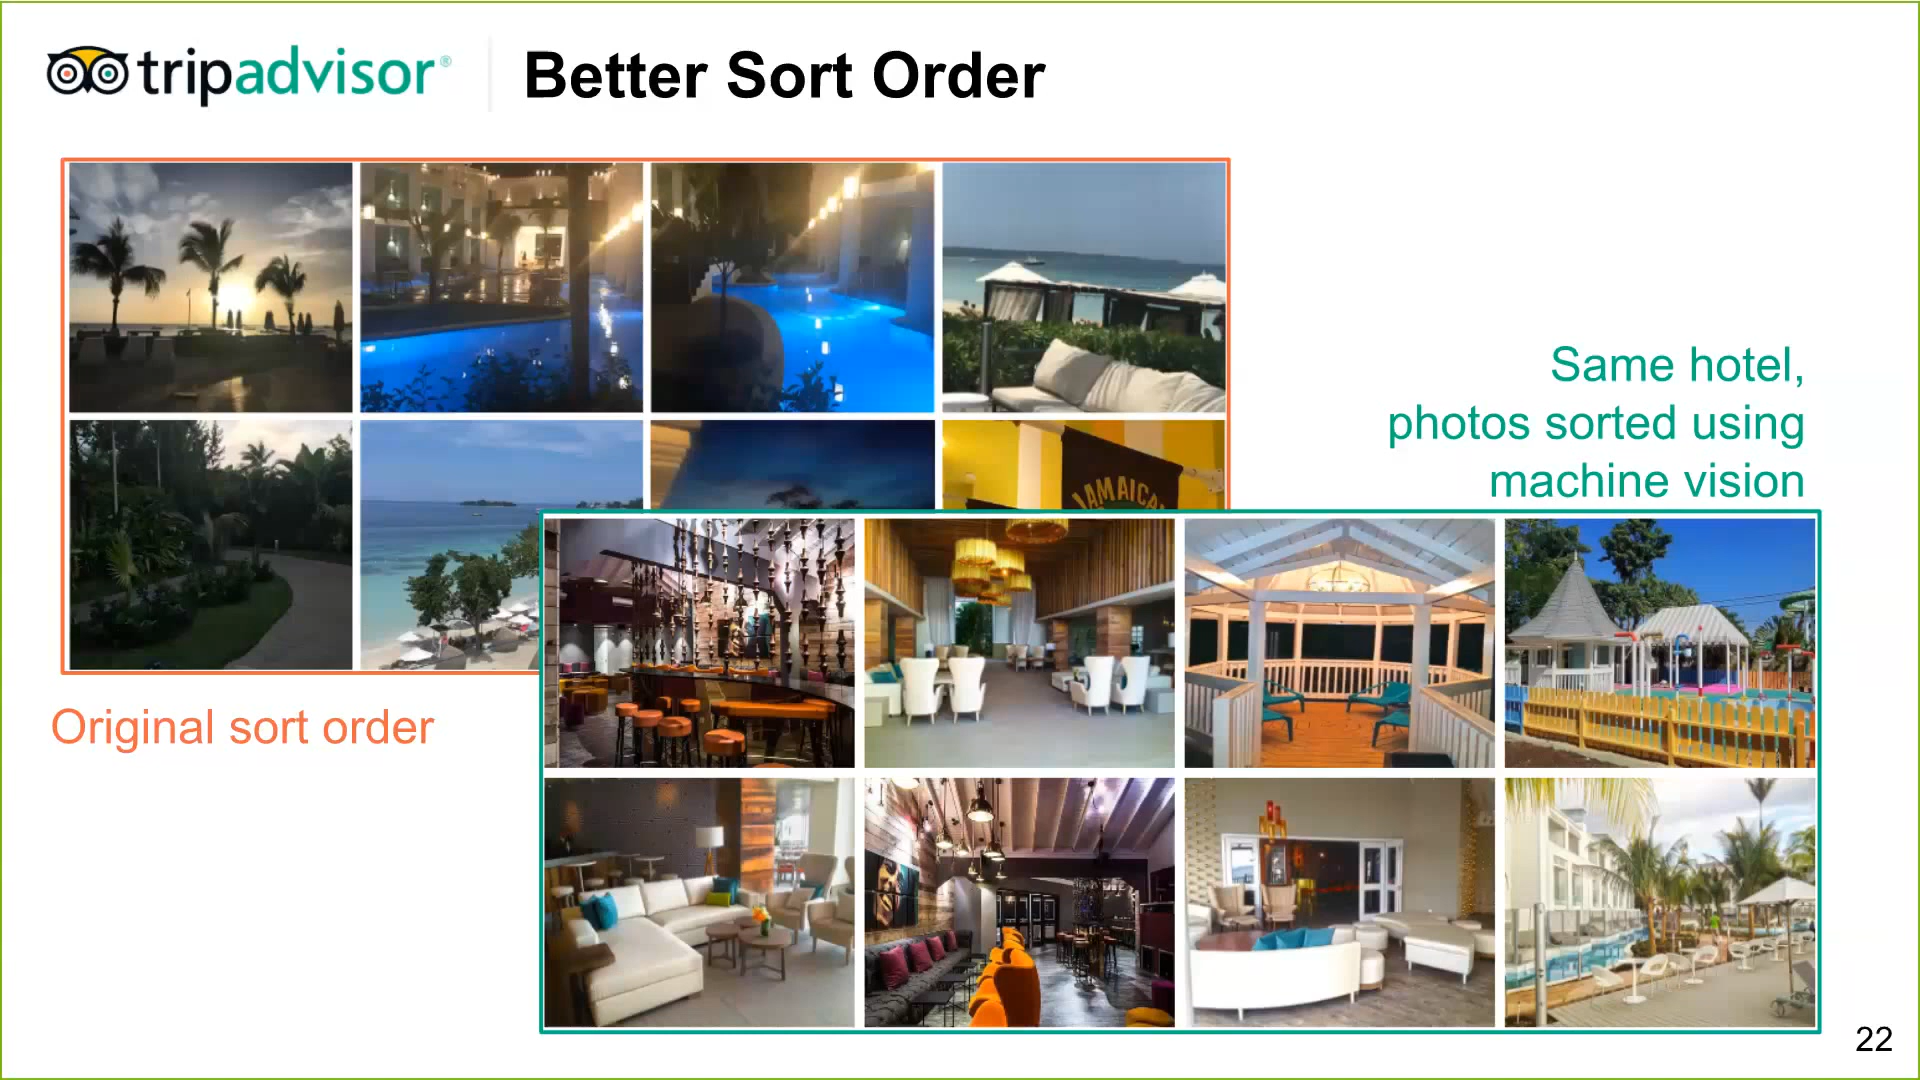 tripadvisor®
Better Sort Order
JAMAICA
Same hotel,
photos sorted using
machine vision
Original sort order
22